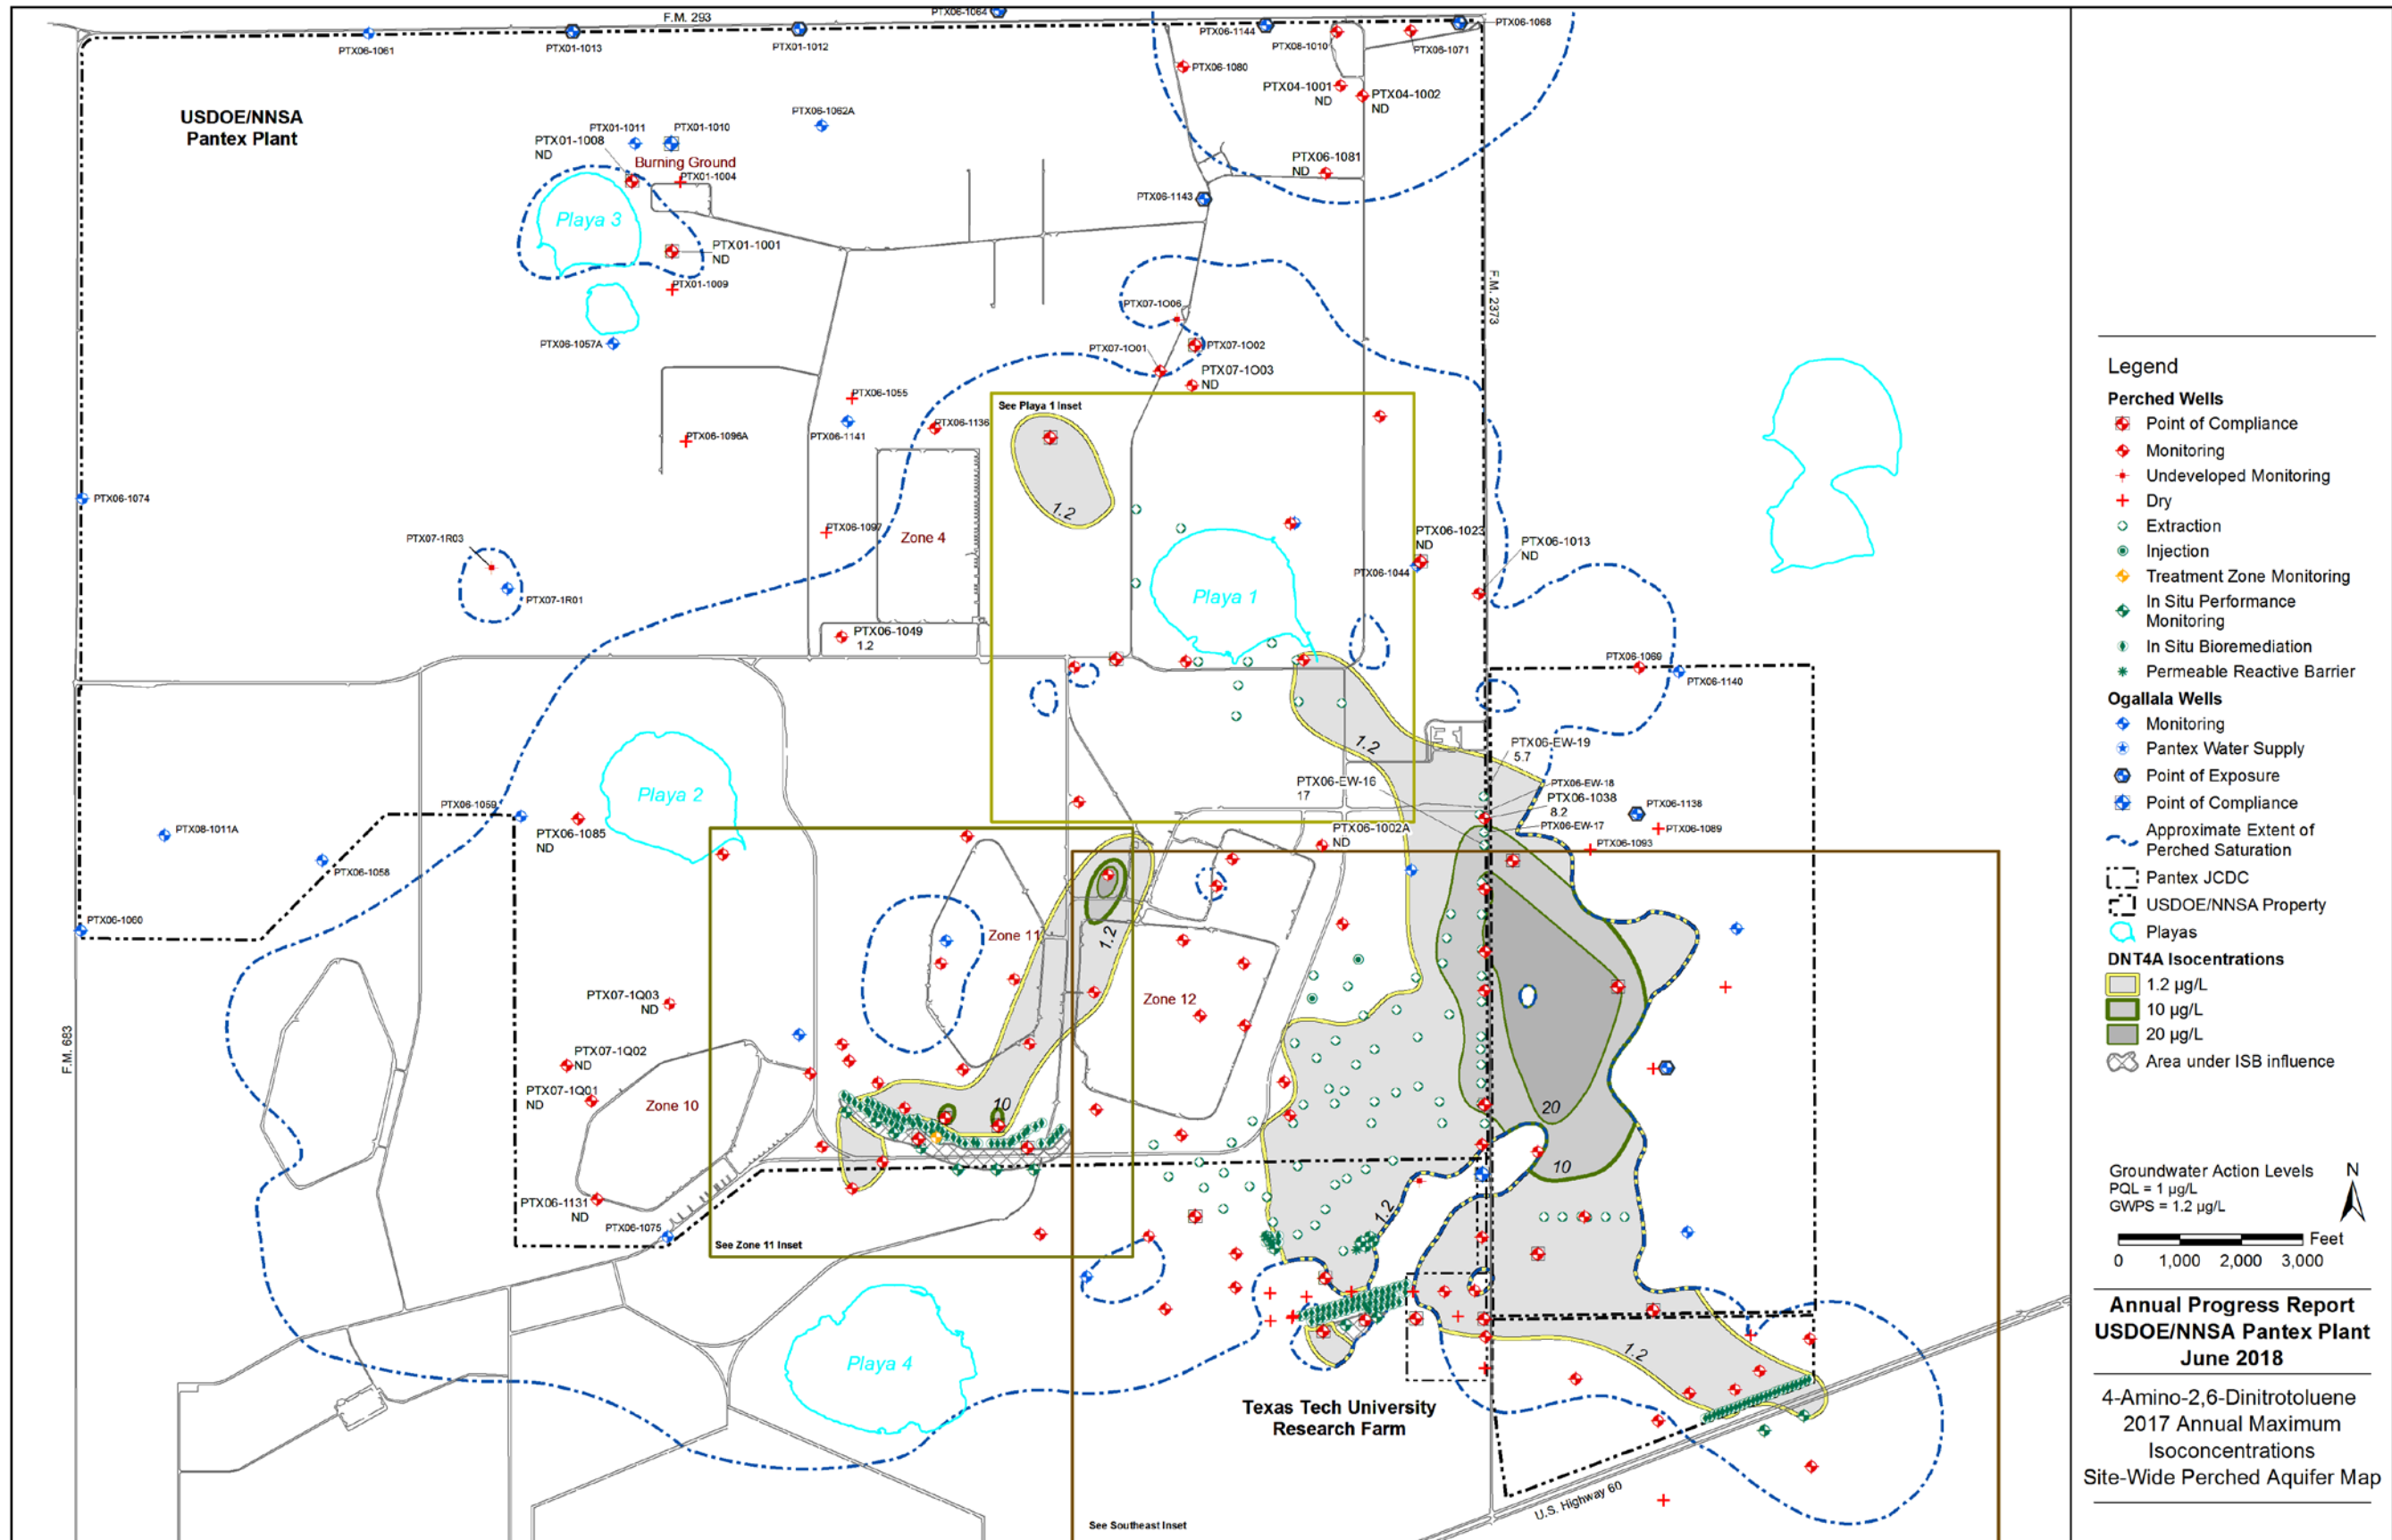 F.M. 293
PTX06-1064
PTX06-1061
PTX01-1013
PTX01-1012
PTX06-1144
PTX08-1010
PTX06-1071
PTX06-1068
PTX06-1080
PTX04-1001
ND
PTX04-1002
ND
USDOE/NNSA
Pantex Plant
PTX06-1062A
PTX01-1008
ND
PTX01-1011
PTX01-1010
Burning Ground
PTX01-1004
PTX06-1081
ND
PTX06-1143
Playa 3
PTX01-1001
ND
PTX01-1009
PTX06-1057A
F.M. 2373
PTX07-1O06
PTX07-1O01
PTX07-1O02
PTX07-1O03
ND
PTX06-1055
PTX06-1141
PTX06-1136
PTX06-1096A
See Playa 1 Inset
1.2
PTX06-1074
PTX07-1R03
PTX07-1R01
PTX06-1097
Zone 4
PTX06-1023
ND
PTX06-1044
PTX06-1013
ND
Playa 1
PTX06-1049
1.2
PTX06-1069
PTX06-1140
1.2
PTX06-EW-19
5.7
PTX06-EW-16
17
PTX06-EW-18
PTX06-1038
8.2
PTX06-EW-17
PTX06-1138
PTX06-1089
PTX06-1093
PTX06-1002A
ND
Playa 2
PTX06-1059
PTX06-1085
ND
PTX08-1011A
PTX06-1058
PTX06-1060
Zone 11
1.2
Zone 12
PTX07-1Q03
ND
PTX07-1Q02
ND
PTX07-1Q01
ND
Zone 10
F.M. 683
10
20
10
1.2
PTX06-1131
ND
PTX06-1075
See Zone 11 Inset
Playa 4
1.2
Texas Tech University
Research Farm
U.S. Highway 60
See Southeast Inset
Legend
Perched Wells
Point of Compliance
Monitoring
Undeveloped Monitoring
Dry
Extraction
Injection
Treatment Zone Monitoring
In Situ Performance
Monitoring
In Situ Bioremediation
Permeable Reactive Barrier
Ogallala Wells
Monitoring
Pantex Water Supply
Point of Exposure
Point of Compliance
Approximate Extent of
Perched Saturation
Pantex JCDC
USDOE/NNSA Property
Playas
DNT4A Isocentrations
1.2 µg/L
10 µg/L
20 µg/L
Area under ISB influence
Groundwater Action Levels
PQL = 1 µg/L
GWPS = 1.2 µg/L
N
Feet
0 1,000 2,000 3,000
Annual Progress Report
USDOE/NNSA Pantex Plant
June 2018
4-Amino-2,6-Dinitrotoluene
2017 Annual Maximum
Isoconcentrations
Site-Wide Perched Aquifer Map